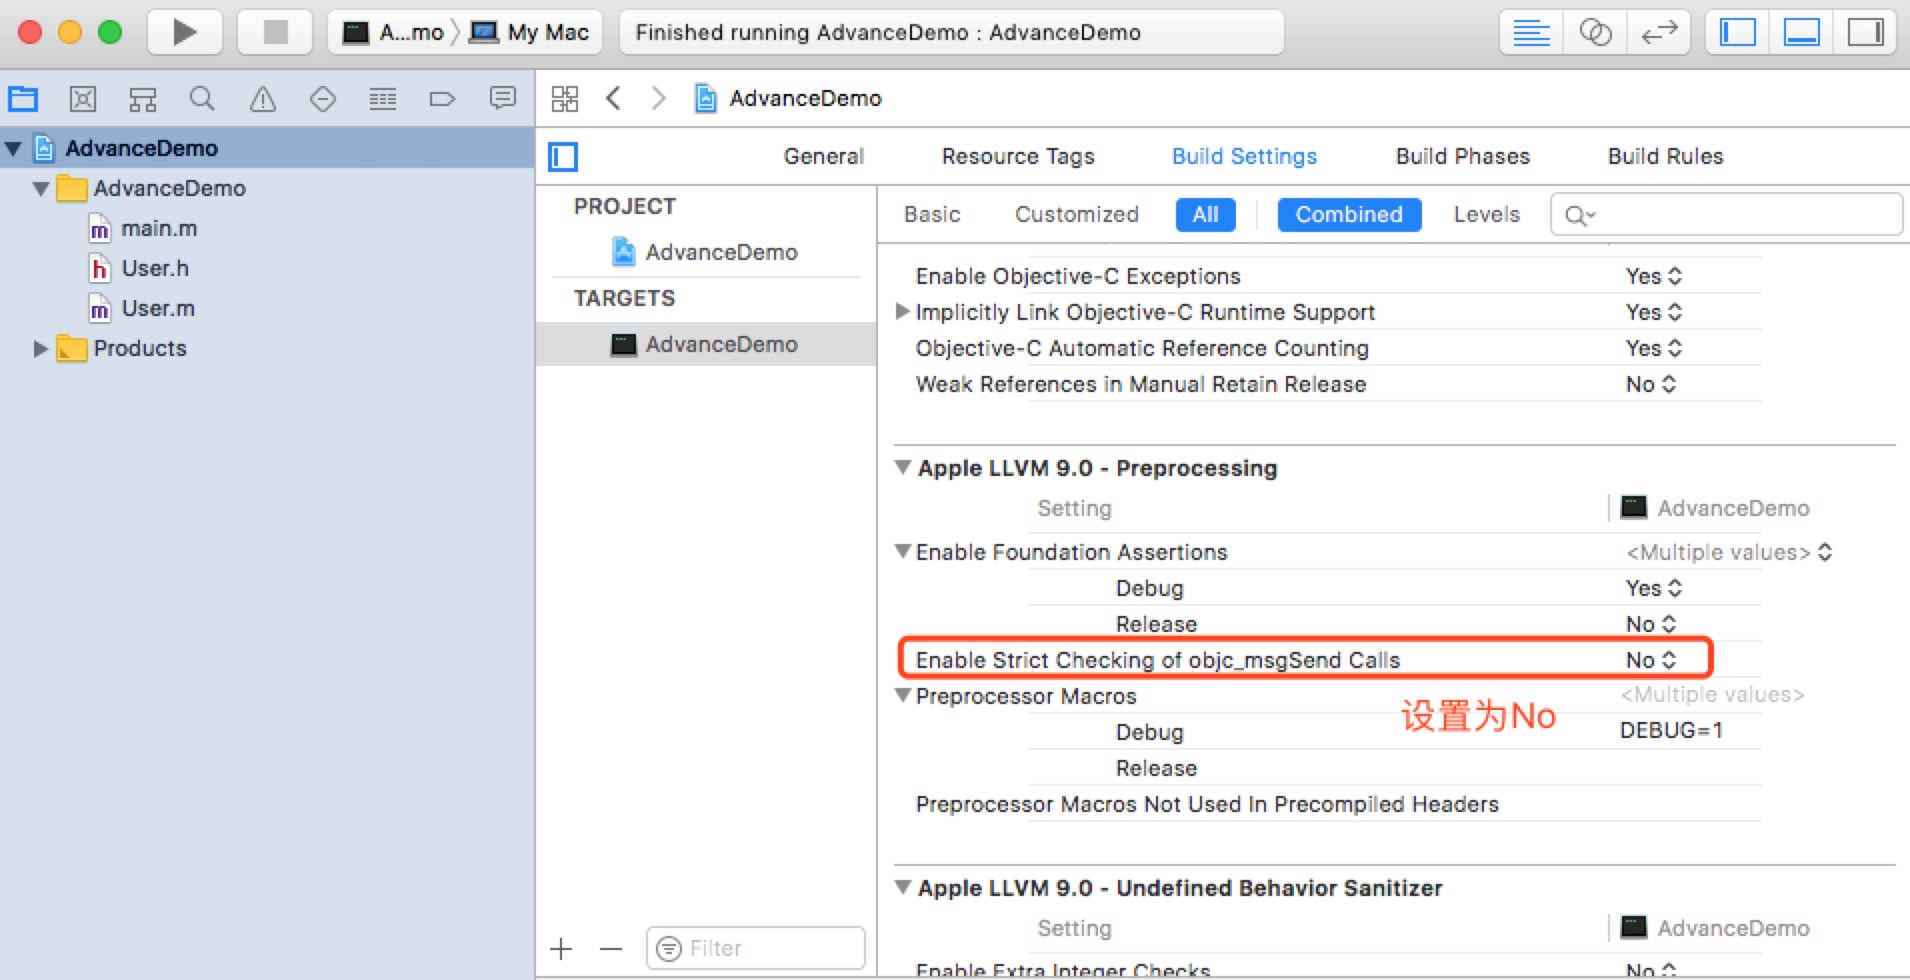 A...mo
My Mac
Finished running AdvanceDemo : AdvanceDemo
AdvanceDemo
AdvanceDemo
main.m
User.h
User.m
Products
AdvanceDemo
General
Resource Tags
Build Settings
Build Phases
Build Rules
PROJECT
AdvanceDemo
TARGETS
AdvanceDemo
Filter
Basic
Customized
All
Combined
Levels
Enable Objective-C Exceptions Yes
Implicitly Link Objective-C Runtime Support Yes
Objective-C Automatic Reference Counting Yes
Weak References in Manual Retain Release No
Apple LLVM 9.0 - Preprocessing
Setting AdvanceDemo
Enable Foundation Assertions <Multiple values>
Debug Yes
Release No
Enable Strict Checking of objc_msgSend Calls No
Preprocessor Macros <Multiple values>
设置为No
Debug DEBUG=1
Release
Preprocessor Macros Not Used In Precompiled Headers
Apple LLVM 9.0 - Undefined Behavior Sanitizer
Setting AdvanceDemo
Enable Extra Integer Checks No